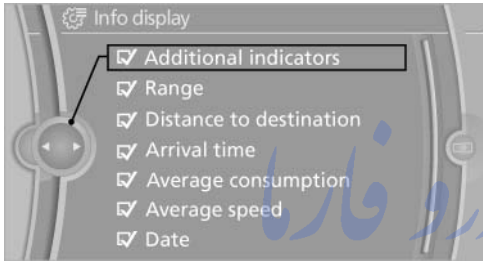 Info display
Additional indicators
Range
Distance to destination
Arrival time
Average consumption
Average speed
Date